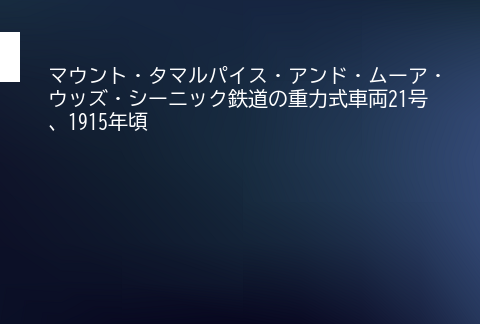 マウント・タマルパイス・アンド・ムーア・
ウッズ・シーニック鉄道の重力式車両21号
、1915年頃